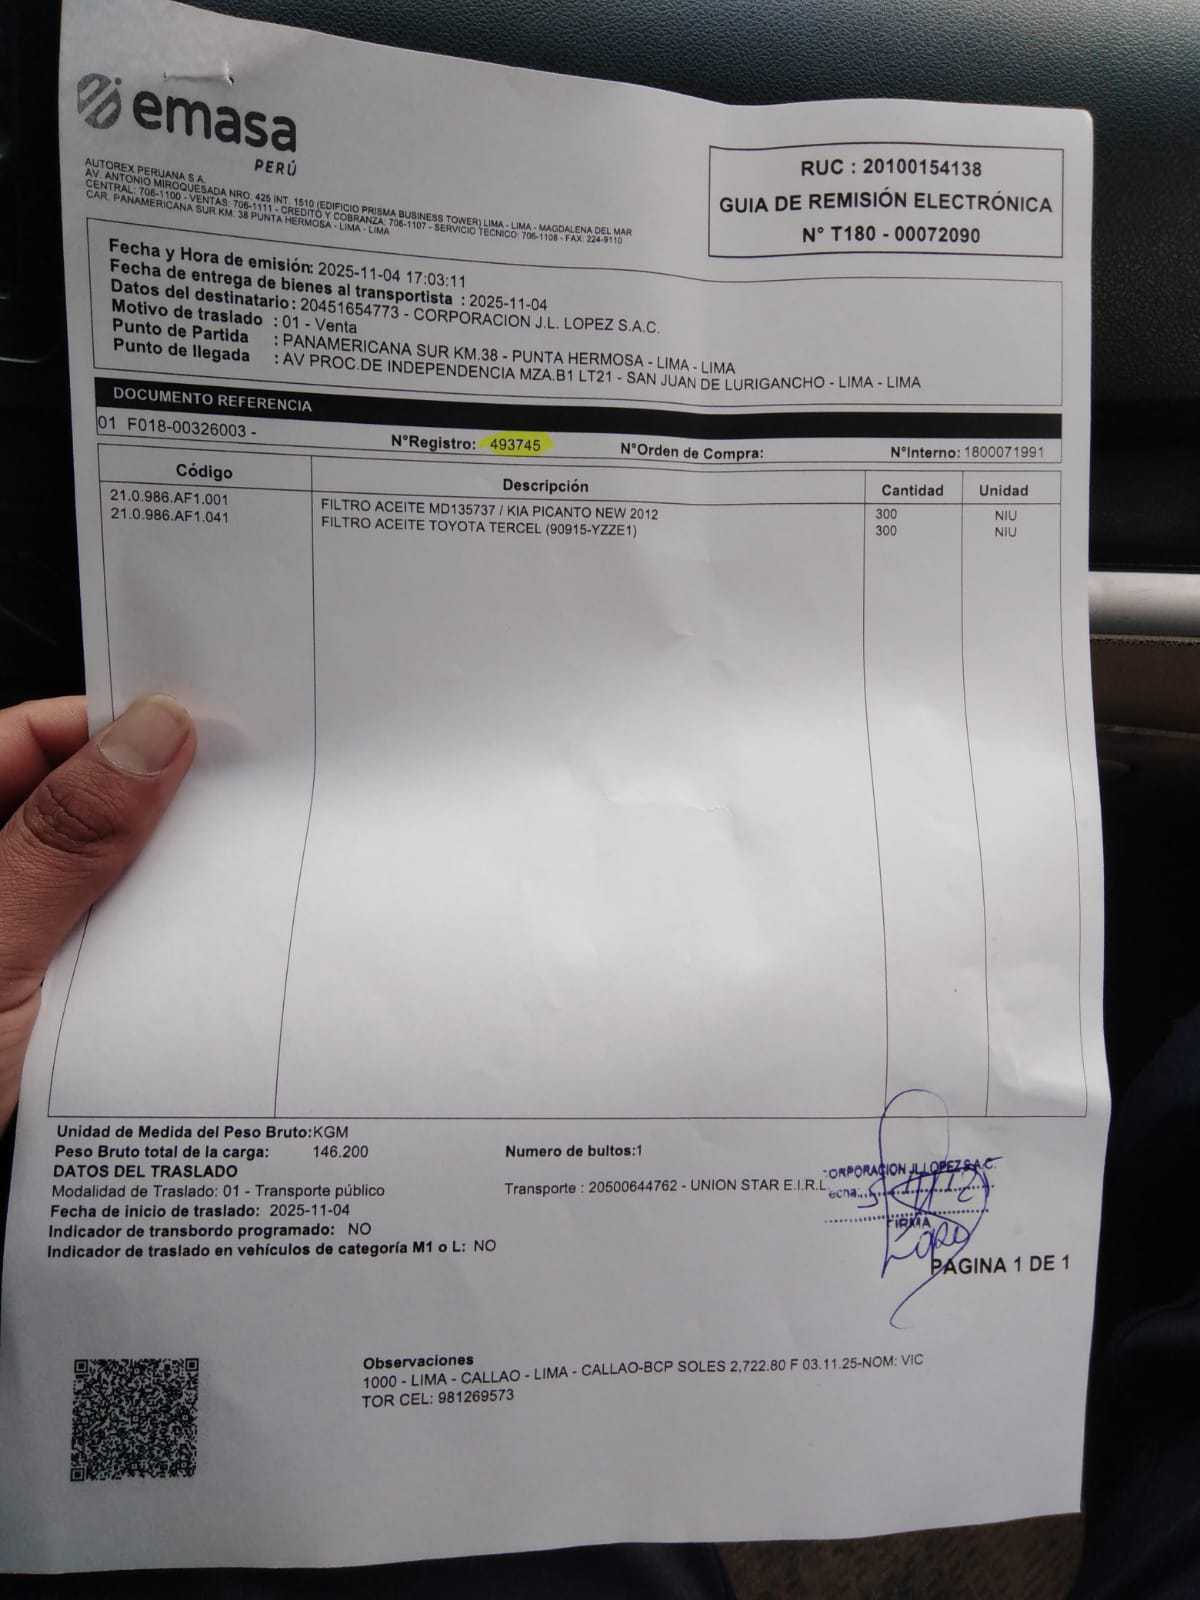 emasa
PERÚ
AUTOREX PERUANA S A.
AV. ANTONIO MIROQUESADA NRO. 425 INT. 1510 (EDIFICIO PRISMA BUSINESS TOWER) LIMA - LIMA - MAGDALENA DEL MAR
CENTRAL: 706-1100 - VENTAS: 706-1111 - CREDITO Y COBRANZA: 706-1107 - SERVICIO TECNICO: 706-1108 - FAX: 224-9110
CAR. PANAMERICANA SUR KM. 38 PUNTA HERMOSA - LIMA - LIMA
RUC : 20100154138
GUIA DE REMISIÓN ELECTRÓNICA
N° T180 - 00072090
Fecha y Hora de emisión: 2025-11-04 17:03:11
Fecha de entrega de bienes al transportista : 2025-11-04
Datos del destinatario : 20451654773 - CORPORACION J.L. LOPEZ S.A.C.
Motivo de traslado : 01 - Venta
Punto de Partida : PANAMERICANA SUR KM.38 - PUNTA HERMOSA - LIMA - LIMA
Punto de llegada : AV PROC.DE INDEPENDENCIA MZA.B1 LT21 - SAN JUAN DE LURIGANCHO - LIMA - LIMA
DOCUMENTO REFERENCIA
01 F018-00326003 - N°Registro: 493745 N°Orden de Compra: N°Interno: 1800071991
Código Descripción Cantidad Unidad
21.0.986.AF1.001 FILTRO ACEITE MD135737 / KIA PICANTO NEW 2012 300 NIU
21.0.986.AF1.041 FILTRO ACEITE TOYOTA TERCEL (90915-YZZE1) 300 NIU
Unidad de Medida del Peso Bruto:KGM
Peso Bruto total de la carga: 146.200 Numero de bultos:1
DATOS DEL TRASLADO
Modalidad de Traslado: 01 - Transporte público Transporte : 20500644762 - UNION STAR E.I.R.L
Fecha de inicio de traslado: 2025-11-04
Indicador de transbordo programado: NO
Indicador de traslado en vehículos de categoría M1 o L: NO
CORPORACION JL LOPEZ S.A.C.
FIRMA
PAGINA 1 DE 1
Observaciones
1000 - LIMA - CALLAO - LIMA - CALLAO-BCP SOLES 2,722.80 F 03.11.25-NOM: VIC
TOR CEL: 981269573